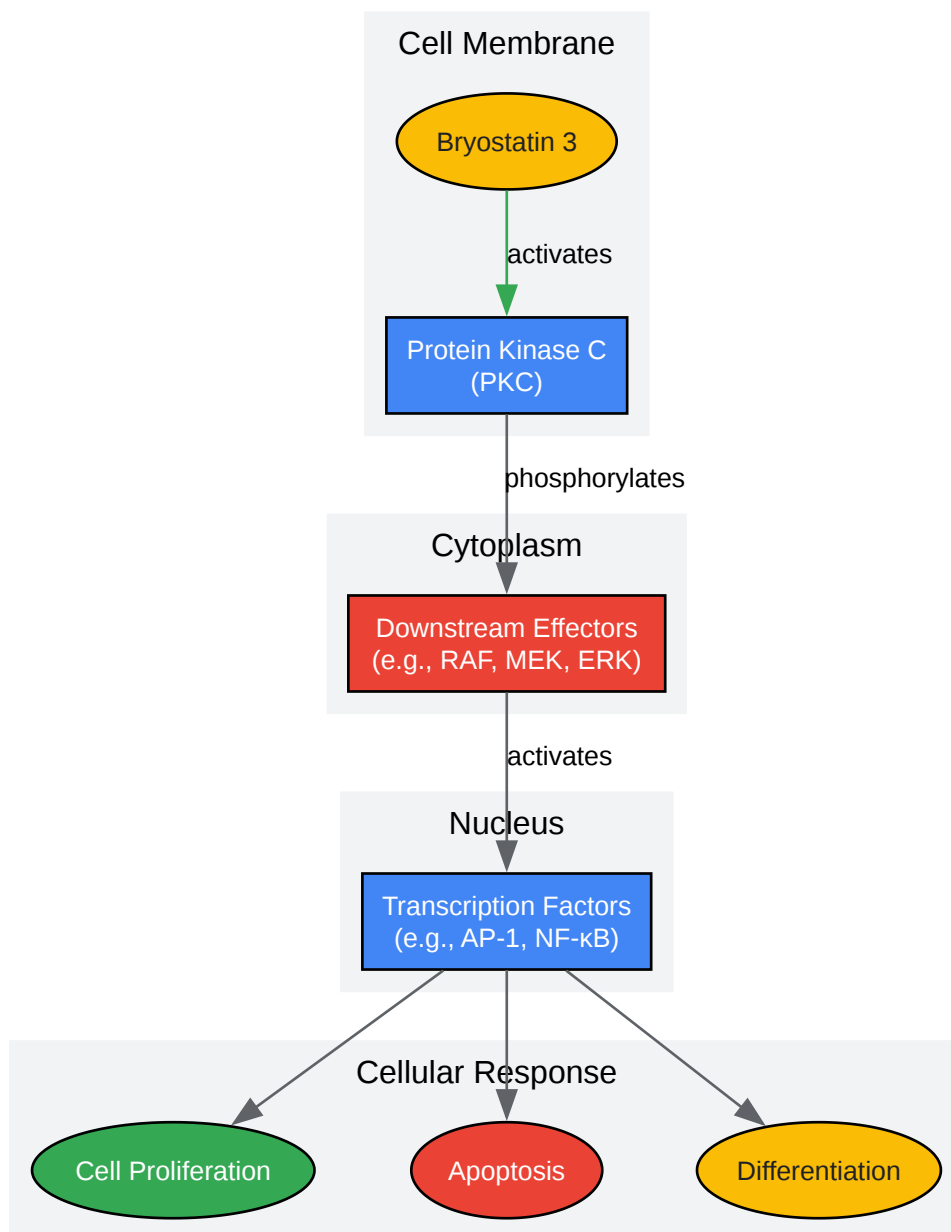 Cell Membrane
Bryostatin 3
activates
Protein Kinase C
(PKC)
phosphorylates
Cytoplasm
Downstream Effectors
(e.g., RAF, MEK, ERK)
activates
Nucleus
Transcription Factors
(e.g., AP-1, NF-κB)
Cellular Response
Cell Proliferation
Apoptosis
Differentiation